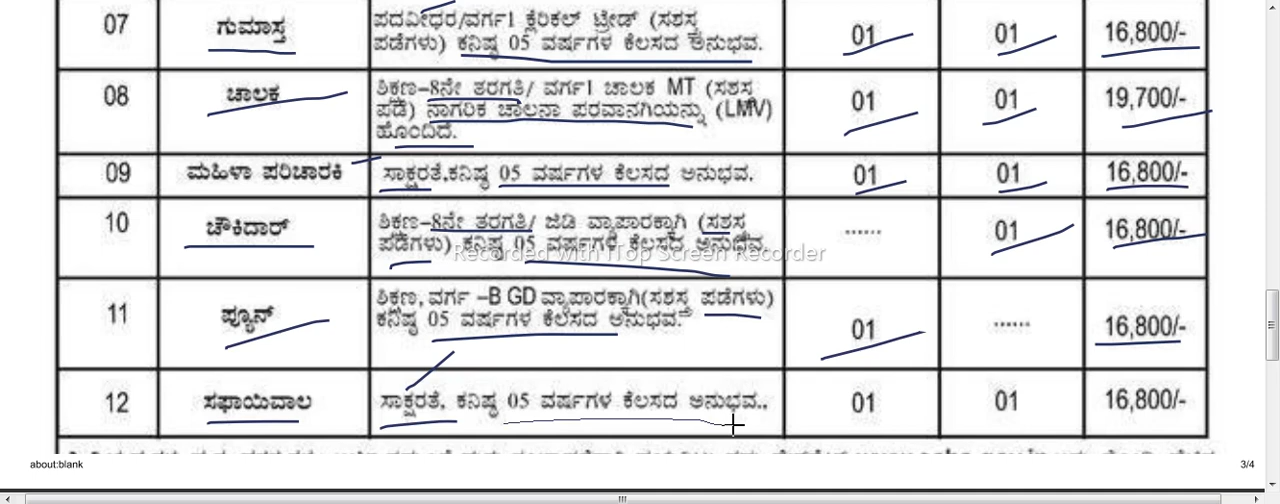 07 ಗುಮಾಸ್ತ ಪದವೀಧರ/ವರ್ಗ1 ಕ್ಲೆರಿಕಲ್ ಟ್ರೇಡ್ (ಸಶಸ್ತ್ರ 01 01 16,800/-
ಪಡೆಗಳು) ಕನಿಷ್ಠ 05 ವರ್ಷಗಳ ಕೆಲಸದ ಅನುಭವ.
08 ಚಾಲಕ ಶಿಕ್ಷಣ–8ನೇ ತರಗತಿ/ ವರ್ಗ1 ಚಾಲಕ MT (ಸಶಸ್ತ್ರ 01 01 19,700/-
ಪಡೆ) ನಾಗರಿಕ ಚಾಲನಾ ಪರವಾನಗಿಯನ್ನು (LMV)
ಹೊಂದಿದೆ.
09 ಮಹಿಳಾ ಪರಿಚಾರಕಿ ಸಾಕ್ಷರತೆ,ಕನಿಷ್ಠ 05 ವರ್ಷಗಳ ಕೆಲಸದ ಅನುಭವ. 01 01 16,800/-
10 ಚೌಕಿದಾರ್ ಶಿಕ್ಷಣ–8ನೇ ತರಗತಿ/ ಜಿಡಿ ವ್ಯಾಪಾರಕ್ಕಾಗಿ (ಸಶಸ್ತ್ರ ...... 01 16,800/-
ಪಡೆಗಳು) ಕನಿಷ್ಠ 05 ವರ್ಷಗಳ ಕೆಲಸದ ಅನುಭವ.
Recorded with iTop Screen Recorder
11 ಪ್ಯೂನ್ ಶಿಕ್ಷಣ, ವರ್ಗ –B GD ವ್ಯಾಪಾರಕ್ಕಾಗಿ(ಸಶಸ್ತ್ರ ಪಡೆಗಳು) 01 ...... 16,800/-
ಕನಿಷ್ಠ 05 ವರ್ಷಗಳ ಕೆಲಸದ ಅನುಭವ.
12 ಸಫಾಯಿವಾಲ ಸಾಕ್ಷರತೆ, ಕನಿಷ್ಠ 05 ವರ್ಷಗಳ ಕೆಲಸದ ಅನುಭವ., 01 01 16,800/-
about:blank 3/4